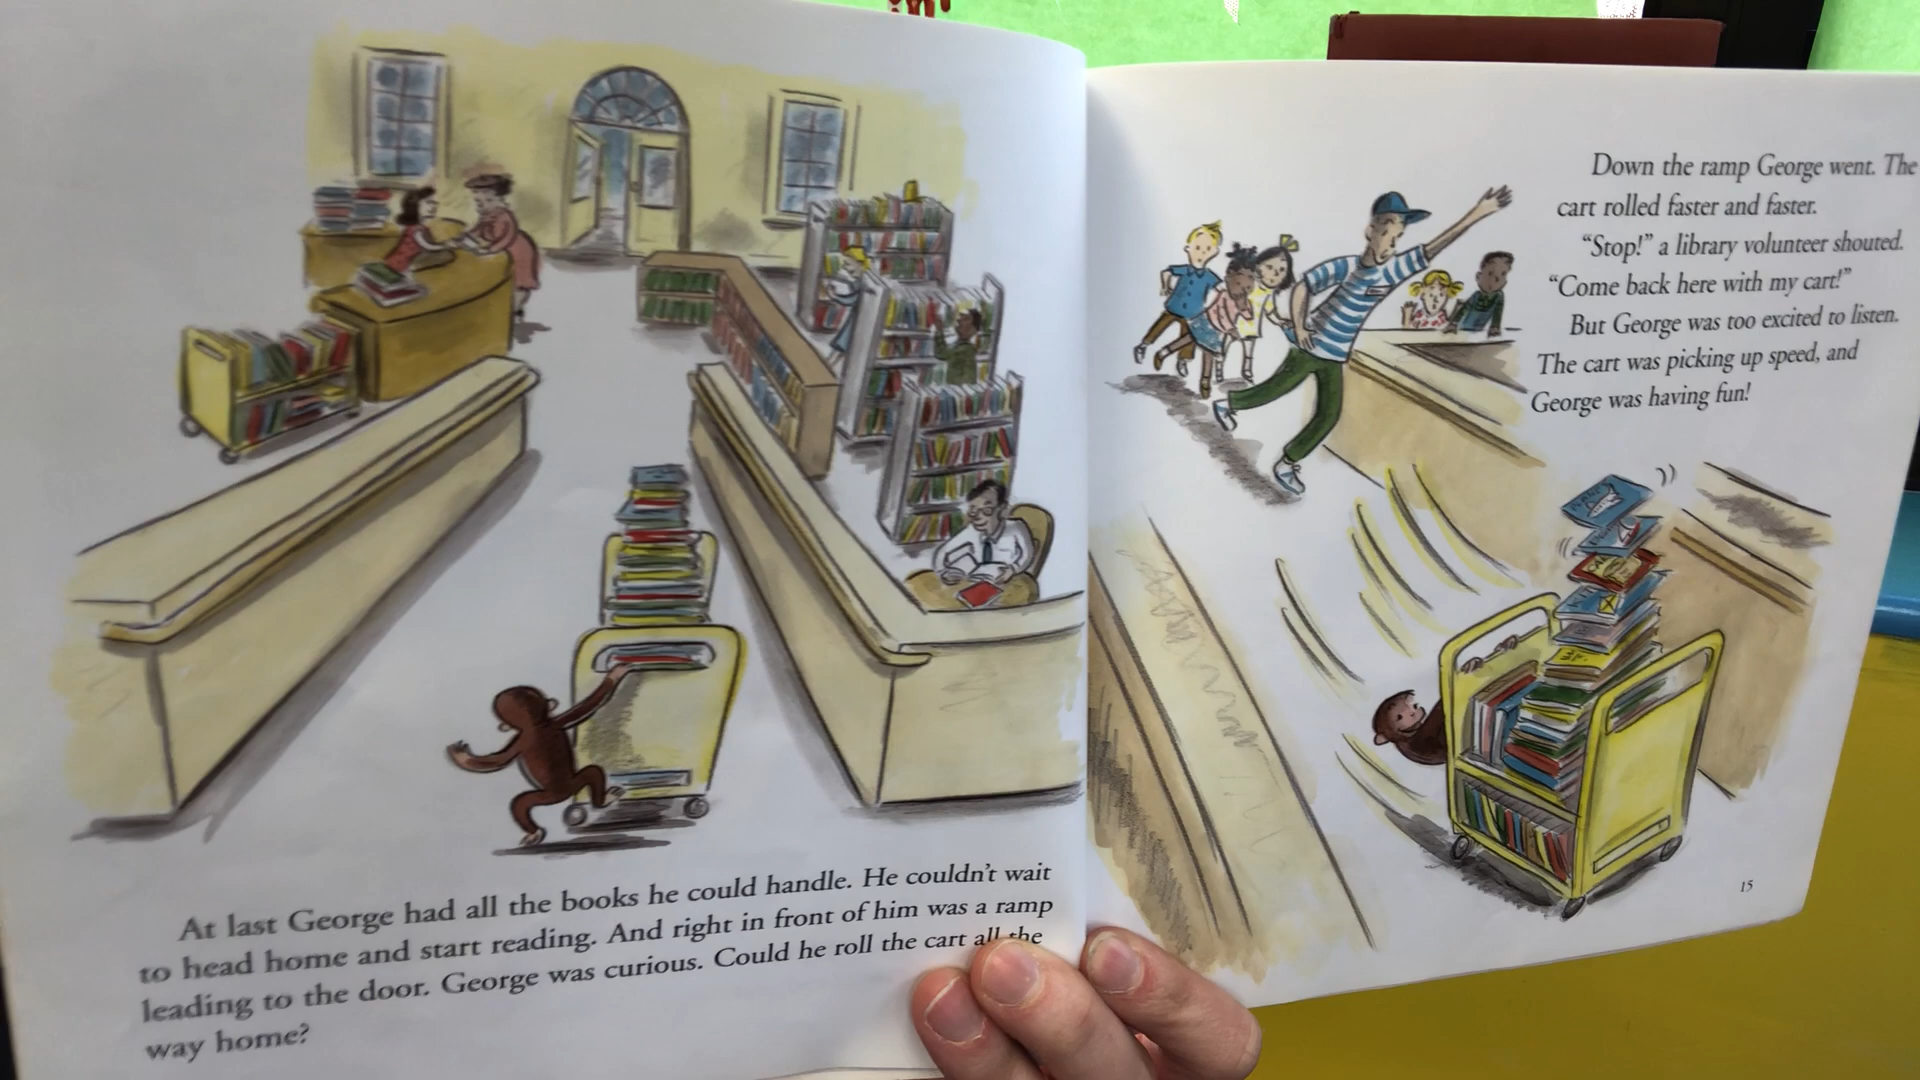 At last George had all the books he could handle. He couldn't wait
to head home and start reading. And right in front of him was a ramp
leading to the door. George was curious. Could he roll the cart all the
way home?
Down the ramp George went. The
cart rolled faster and faster.
"Stop!" a library volunteer shouted.
"Come back here with my cart!"
But George was too excited to listen.
The cart was picking up speed, and
George was having fun!
15